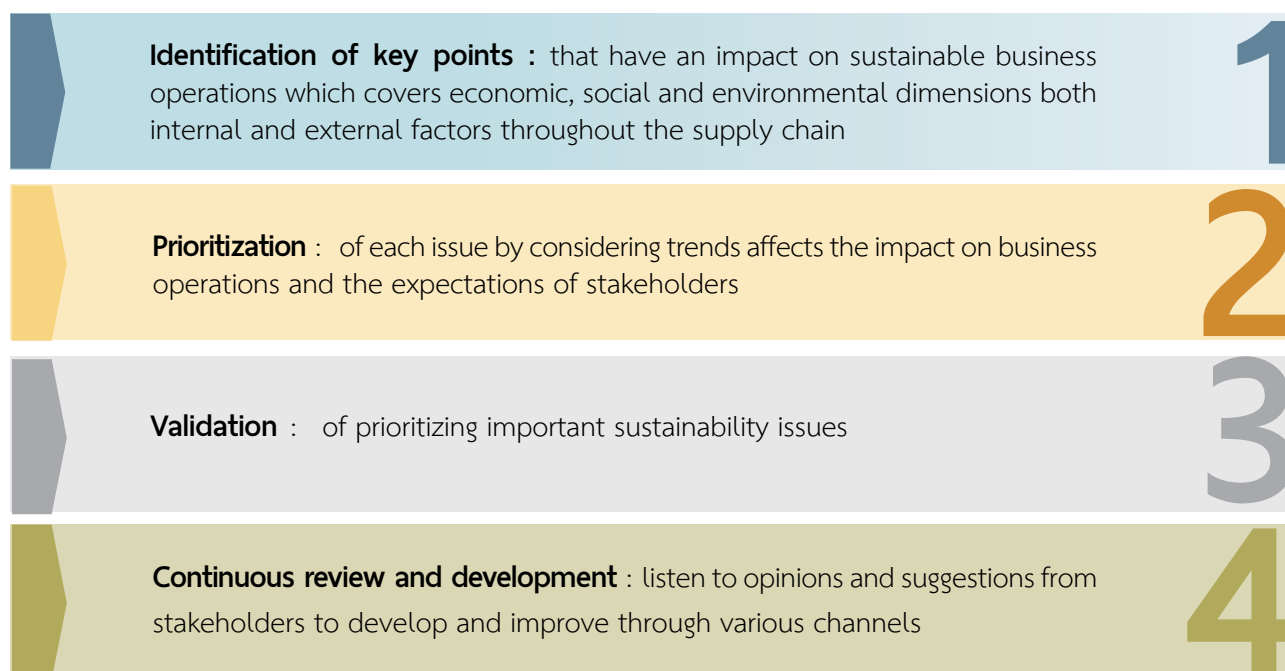 Identification of key points : that have an impact on sustainable business
operations which covers economic, social and environmental dimensions both
internal and external factors throughout the supply chain
1
Prioritization : of each issue by considering trends affects the impact on business
operations and the expectations of stakeholders
2
Validation : of prioritizing important sustainability issues
3
Continuous review and development : listen to opinions and suggestions from
stakeholders to develop and improve through various channels
4